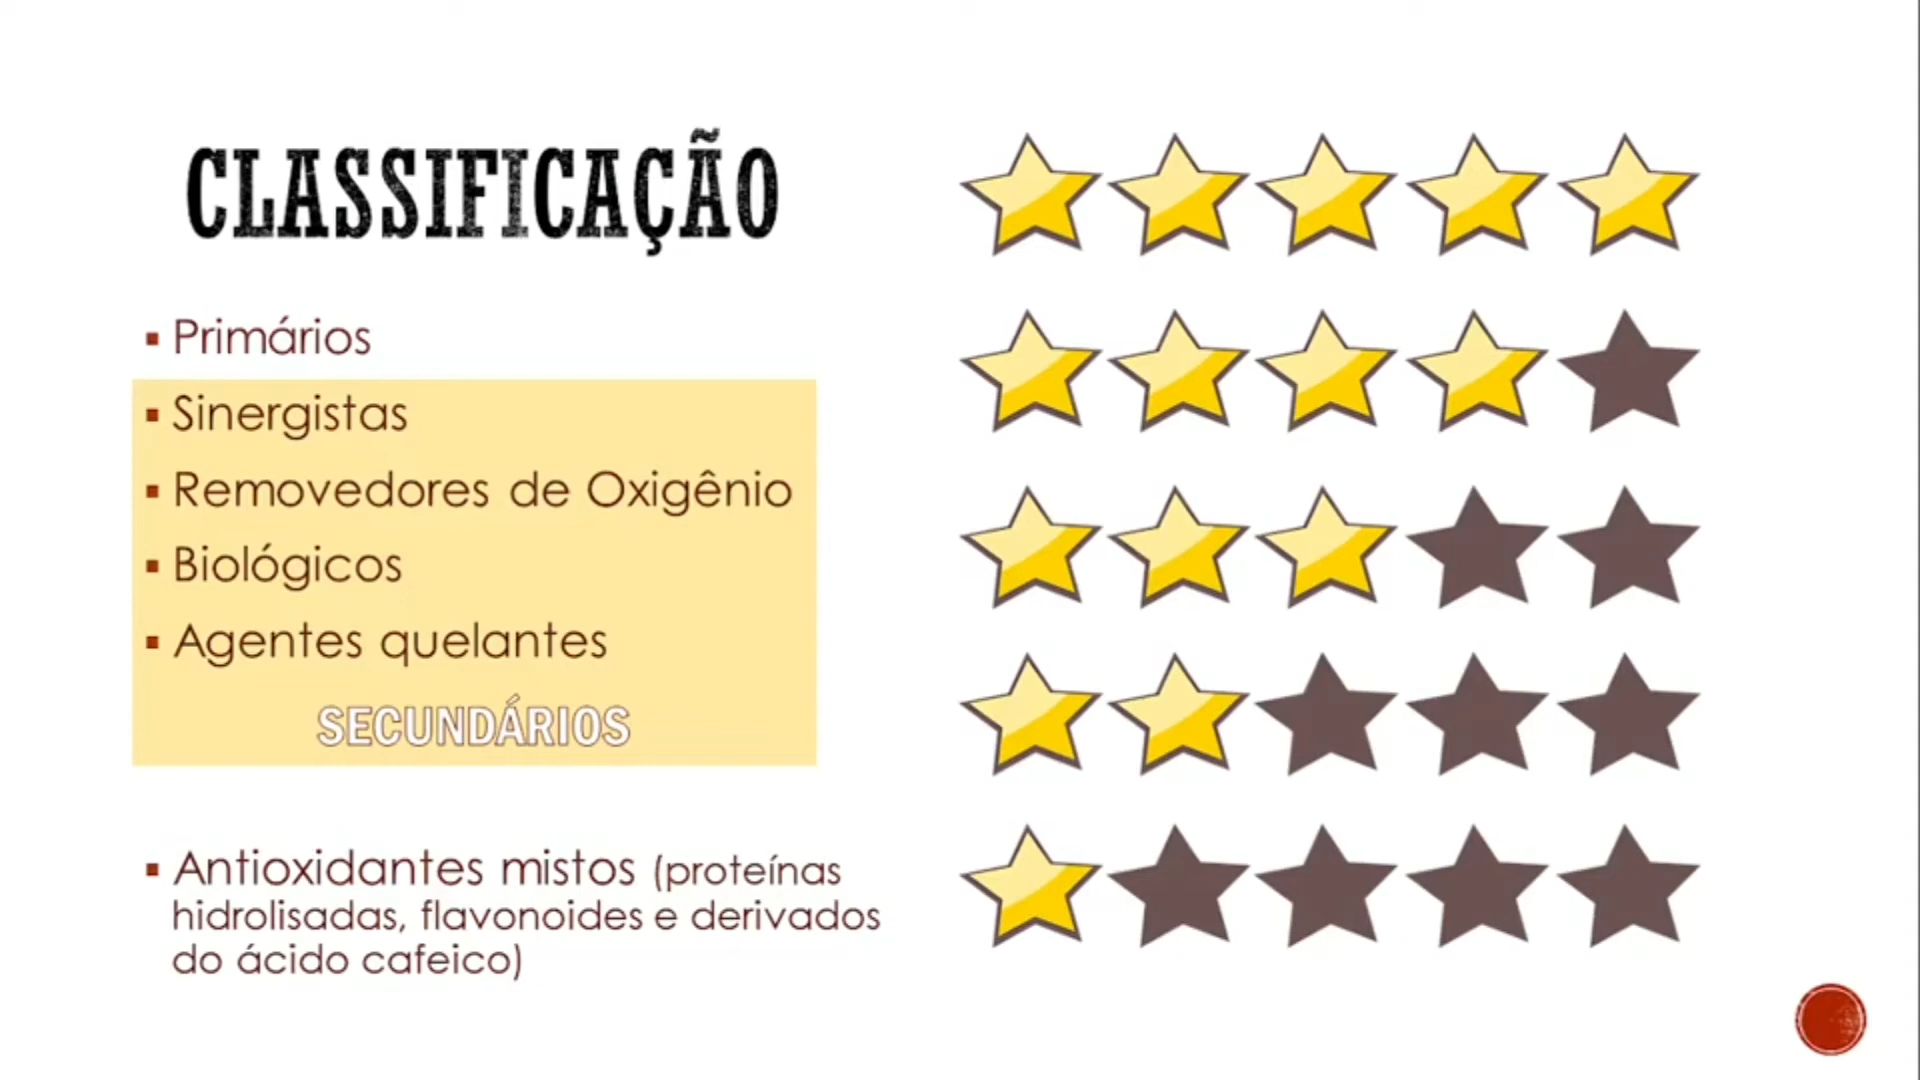 CLASSIFICAÇÃO
▪ Primários
▪ Sinergistas
▪ Removedores de Oxigênio
▪ Biológicos
▪ Agentes quelantes
SECUNDÁRIOS
▪ Antioxidantes mistos (proteínas
hidrolisadas, flavonoides e derivados
do ácido cafeico)